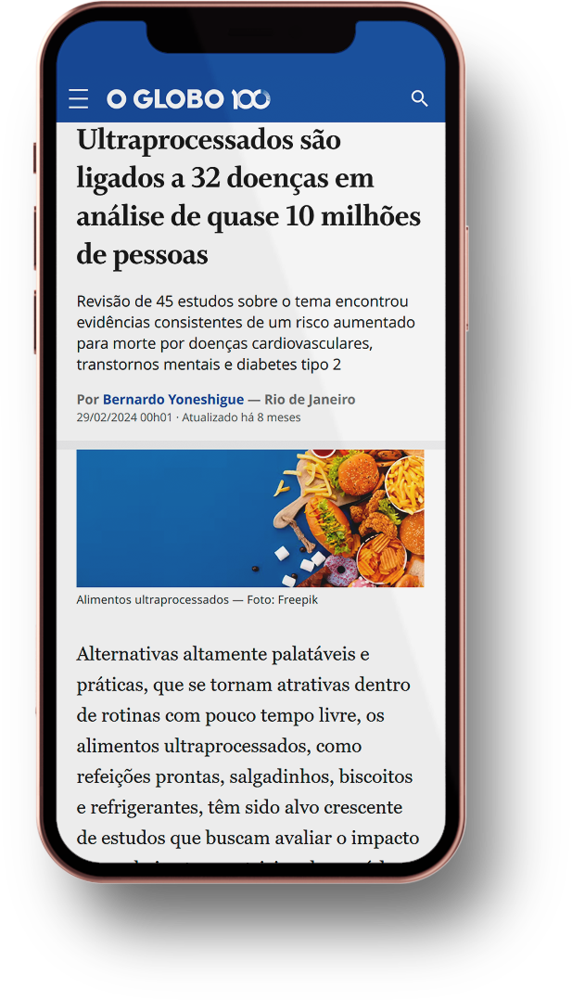 O GLOBO 100
Ultraprocessados são
ligados a 32 doenças em
análise de quase 10 milhões
de pessoas
Revisão de 45 estudos sobre o tema encontrou
evidências consistentes de um risco aumentado
para morte por doenças cardiovasculares,
transtornos mentais e diabetes tipo 2
Por Bernardo Yoneshigue — Rio de Janeiro
29/02/2024 00h01 · Atualizado há 8 meses
Alimentos ultraprocessados — Foto: Freepik
Alternativas altamente palatáveis e
práticas, que se tornam atrativas dentro
de rotinas com pouco tempo livre, os
alimentos ultraprocessados, como
refeições prontas, salgadinhos, biscoitos
e refrigerantes, têm sido alvo crescente
de estudos que buscam avaliar o impacto